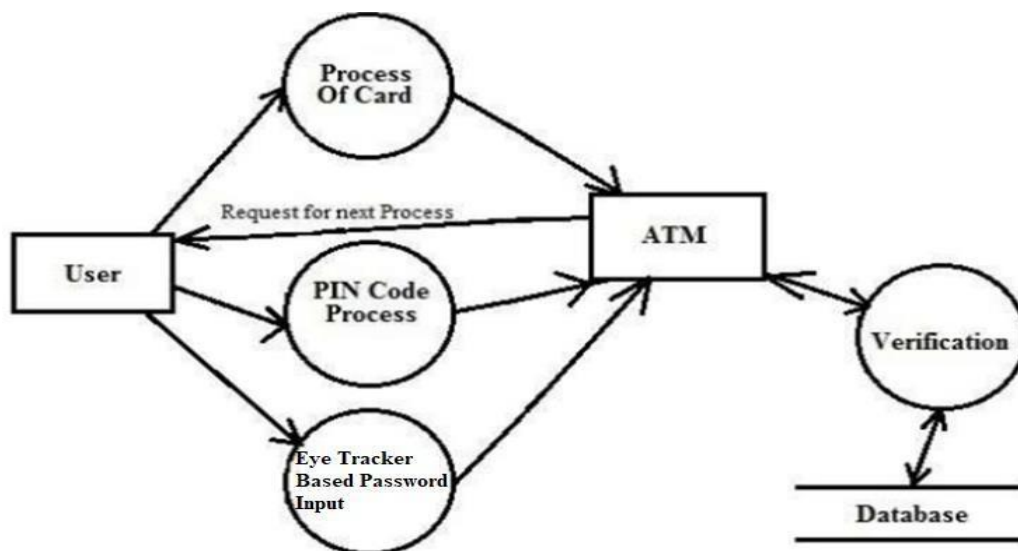 Process
Of Card
Request for next Process
ATM
User
PIN Code
Process
Verification
Eye Tracker
Based Password
Input
Database